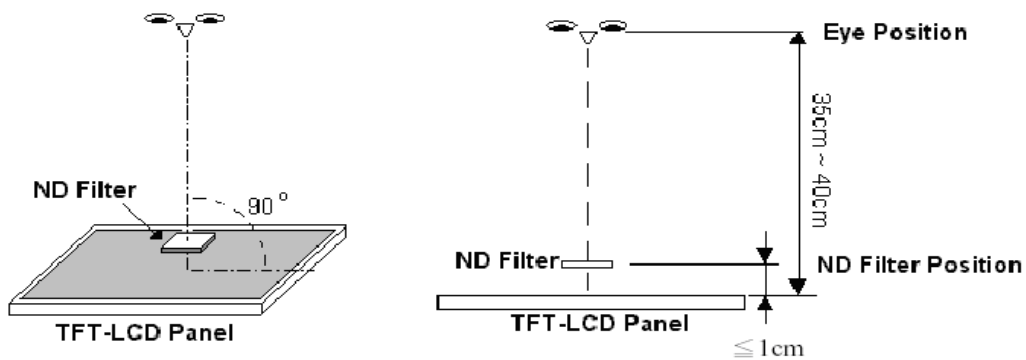 ND Filter
90°
TFT-LCD Panel
Eye Position
35cm ~ 40cm
ND Filter
ND Filter Position
TFT-LCD Panel
≦1cm